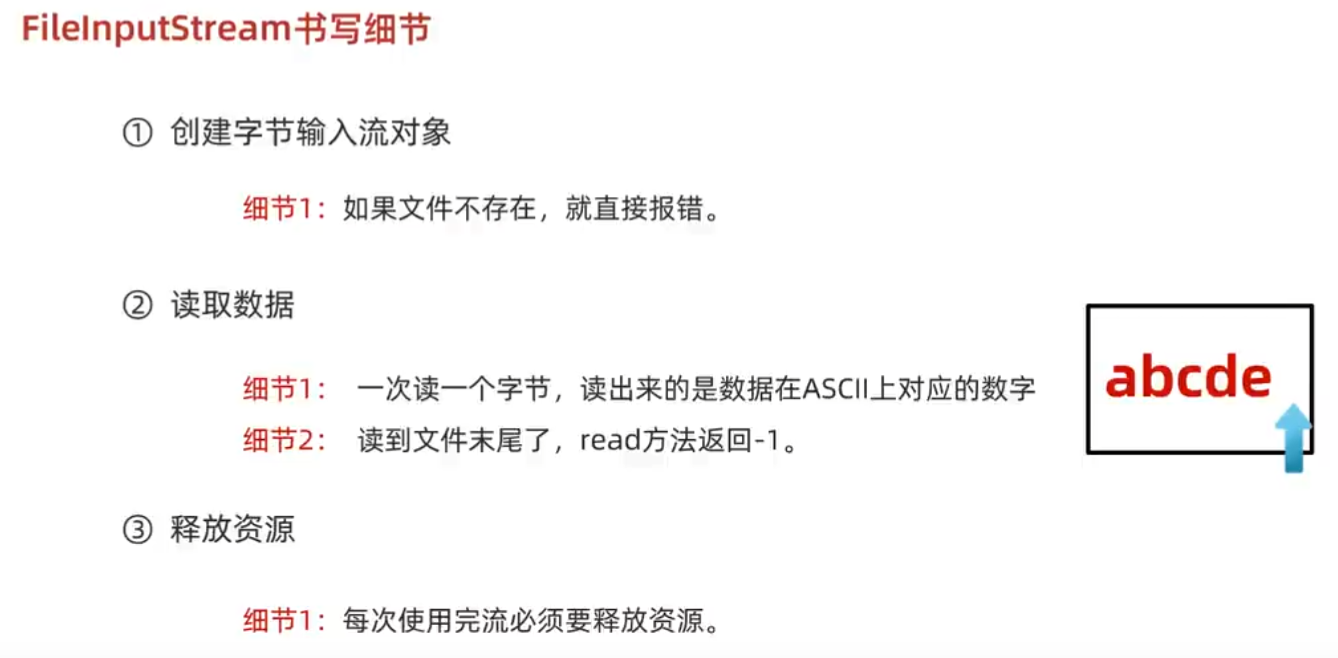 FileInputStream书写细节
① 创建字节输入流对象
细节1：如果文件不存在，就直接报错。
② 读取数据
细节1： 一次读一个字节，读出来的是数据在ASCII上对应的数字
细节2： 读到文件末尾了，read方法返回-1。
abcde
③ 释放资源
细节1：每次使用完流必须要释放资源。